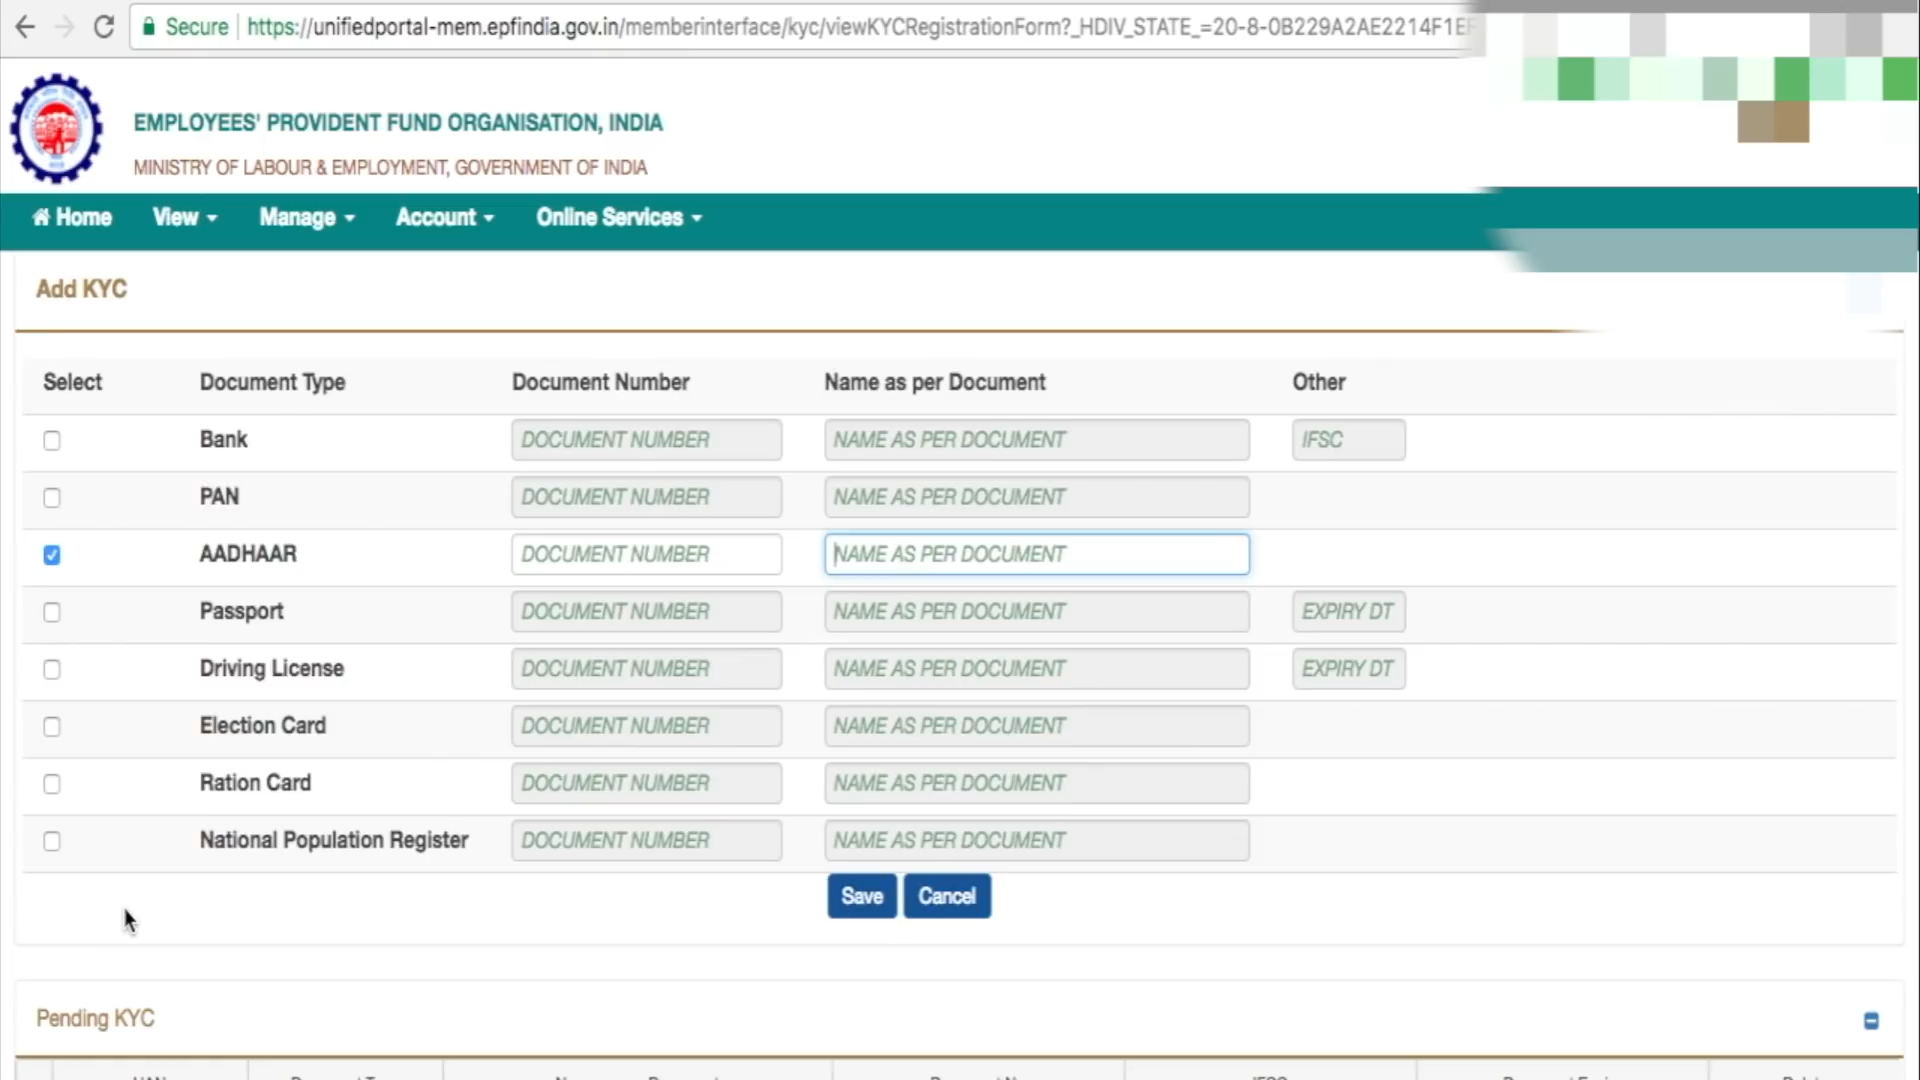 Secure https://unifiedportal-mem.epfindia.gov.in/memberinterface/kyc/viewKYCRegistrationForm?_HDIV_STATE_=20-8-0B229A2AE2214F1E
EMPLOYEES' PROVIDENT FUND ORGANISATION, INDIA
MINISTRY OF LABOUR & EMPLOYMENT, GOVERNMENT OF INDIA
Home View Manage Account Online Services
Add KYC
Select Document Type Document Number Name as per Document Other
Bank DOCUMENT NUMBER NAME AS PER DOCUMENT IFSC
PAN DOCUMENT NUMBER NAME AS PER DOCUMENT
AADHAAR DOCUMENT NUMBER NAME AS PER DOCUMENT
Passport DOCUMENT NUMBER NAME AS PER DOCUMENT EXPIRY DT
Driving License DOCUMENT NUMBER NAME AS PER DOCUMENT EXPIRY DT
Election Card DOCUMENT NUMBER NAME AS PER DOCUMENT
Ration Card DOCUMENT NUMBER NAME AS PER DOCUMENT
National Population Register DOCUMENT NUMBER NAME AS PER DOCUMENT
Save Cancel
Pending KYC